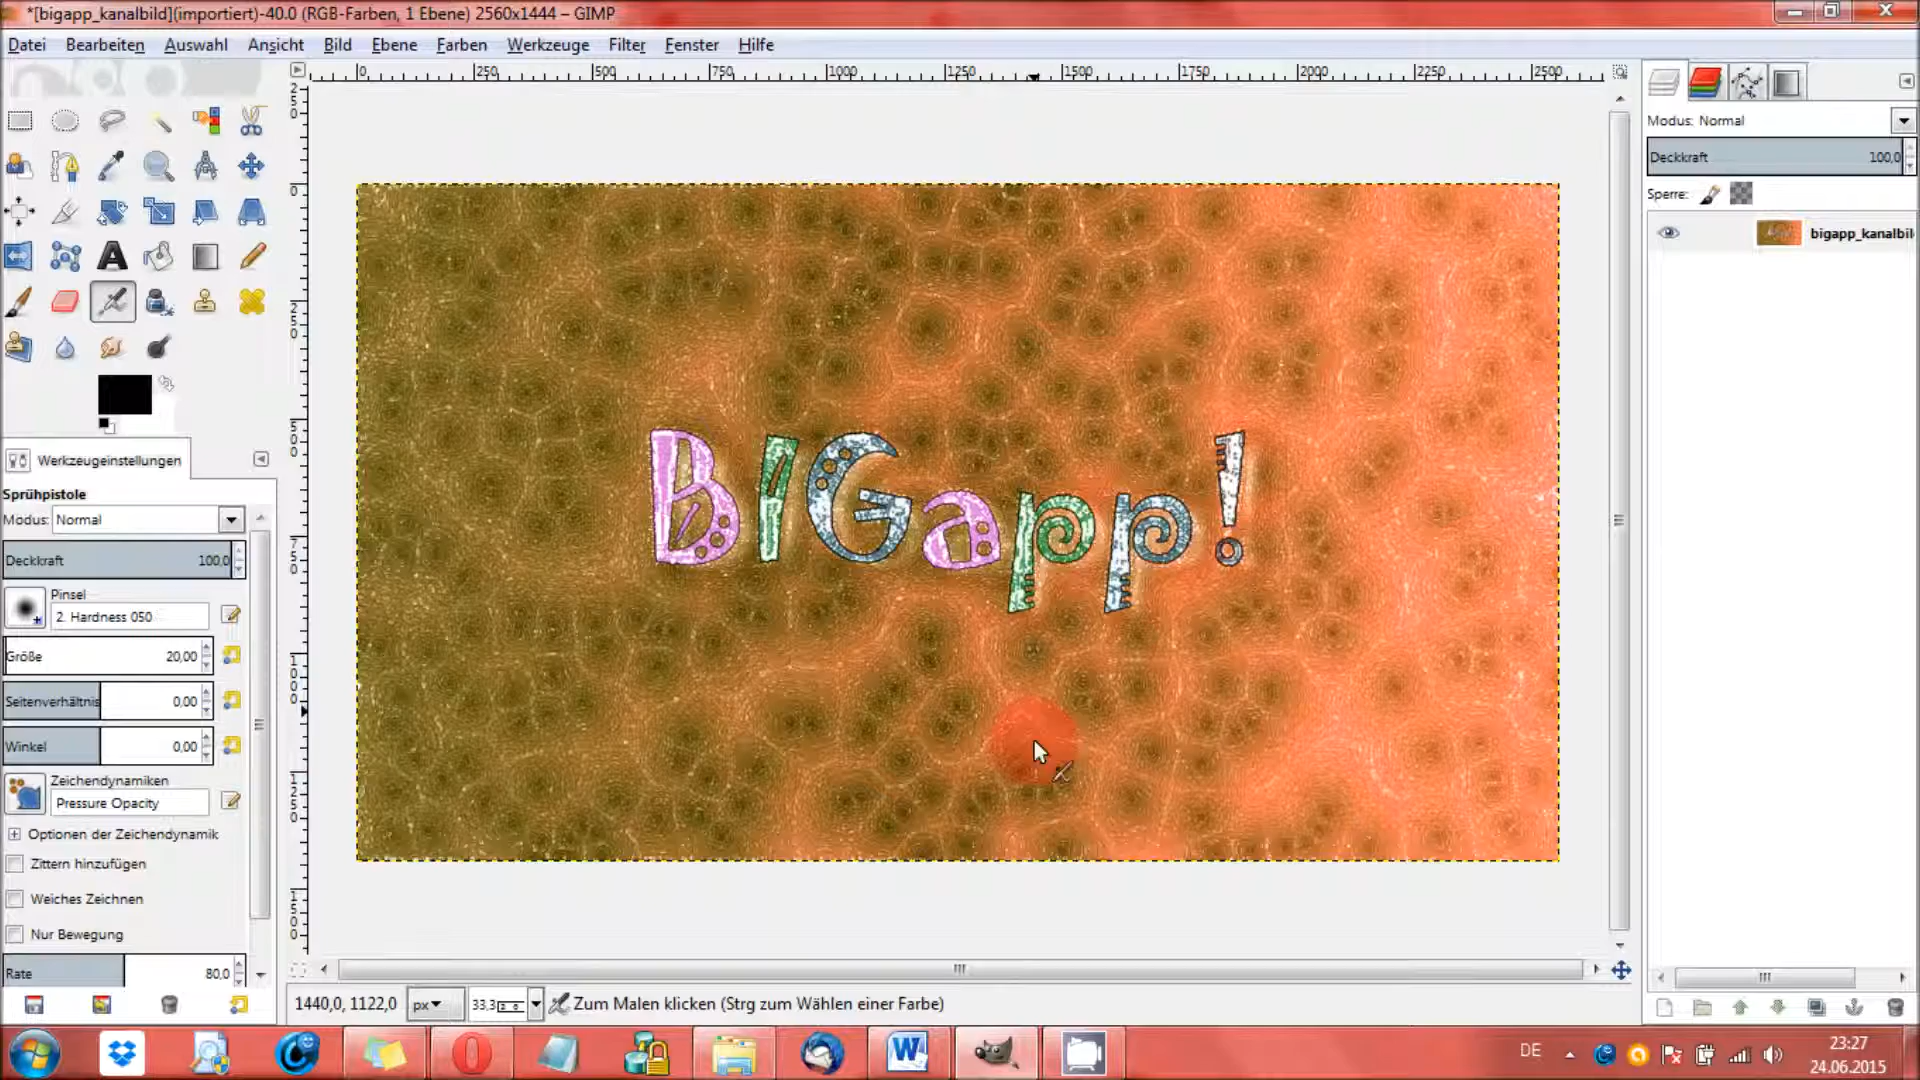 *[bigapp_kanalbild](importiert)-40.0 (RGB-Farben, 1 Ebene) 2560x1444 – GIMP
Datei Bearbeiten Auswahl Ansicht Bild Ebene Farben Werkzeuge Filter Fenster Hilfe
0 250 500 750 1000 1250 1500 1750 2000 2250 2500
Modus: Normal
Deckkraft 100,0
Sperre:
bigapp_kanalbil
BIGapp!
Werkzeugeinstellungen
Sprühpistole
Modus: Normal
Deckkraft 100,0
Pinsel
2. Hardness 050
Größe 20,00
Seitenverhältnis 0,00
Winkel 0,00
Zeichendynamiken
Pressure Opacity
Optionen der Zeichendynamik
Zittern hinzufügen
Weiches Zeichnen
Nur Bewegung
Rate 80,0
1440,0, 1122,0 px 33,3 Zum Malen klicken (Strg zum Wählen einer Farbe)
DE 23:27
24.06.2015